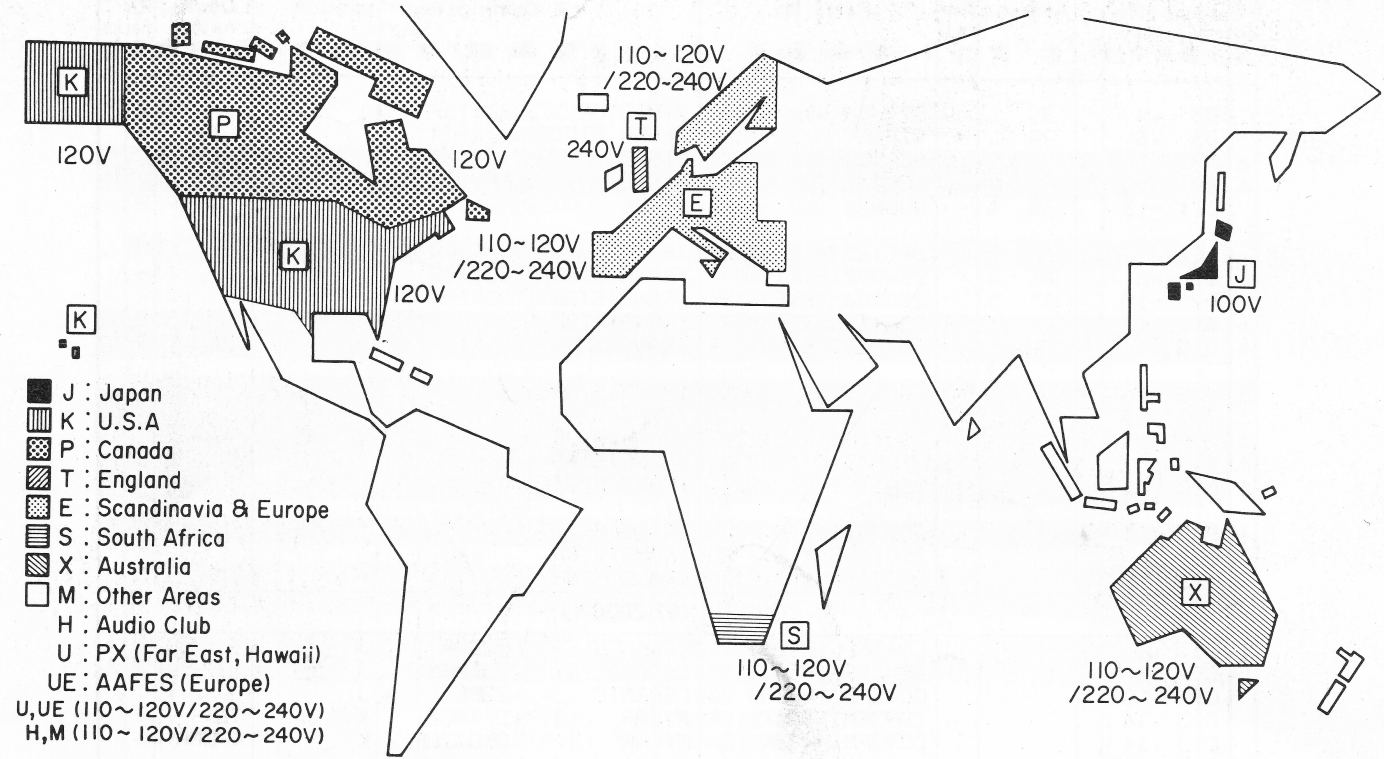 K
120V
P
120V
K
120V
K
110~120V
/220~240V
T
240V
E
110~120V
/220~240V
J
100V
S
110~120V
/220~240V
X
110~120V
/220~240V
J : Japan
K : U.S.A
P : Canada
T : England
E : Scandinavia & Europe
S : South Africa
X : Australia
M : Other Areas
H : Audio Club
U : PX (Far East, Hawaii)
UE : AAFES (Europe)
U,UE (110~120V/220~240V)
H,M (110~120V/220~240V)